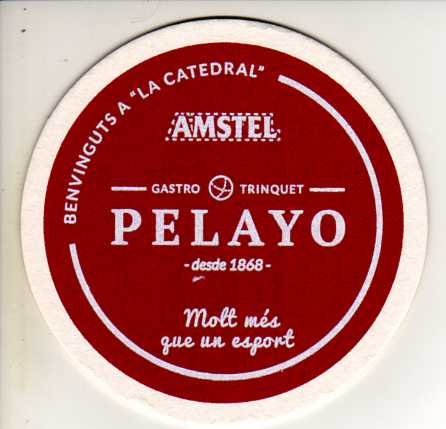 BENVINGUTS A "LA CATEDRAL"
AMSTEL
GASTRO TRINQUET
PELAYO
- desde 1868 -
Molt més
que un esport